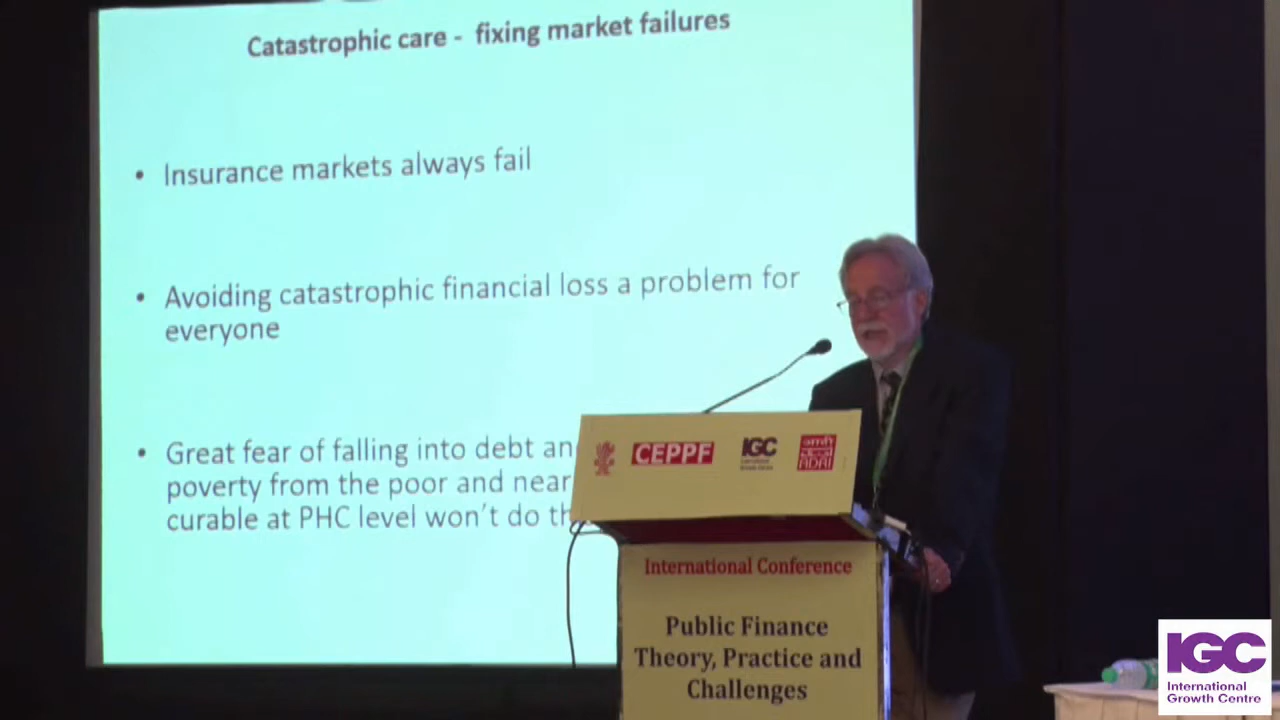 Catastrophic care - fixing market failures
• Insurance markets always fail
• Avoiding catastrophic financial loss a problem for
everyone
• Great fear of falling into debt an
poverty from the poor and near
curable at PHC level won't do th
CEPPF
IGC
International Conference
Public Finance
Theory, Practice and
Challenges
IGC
International
Growth Centre